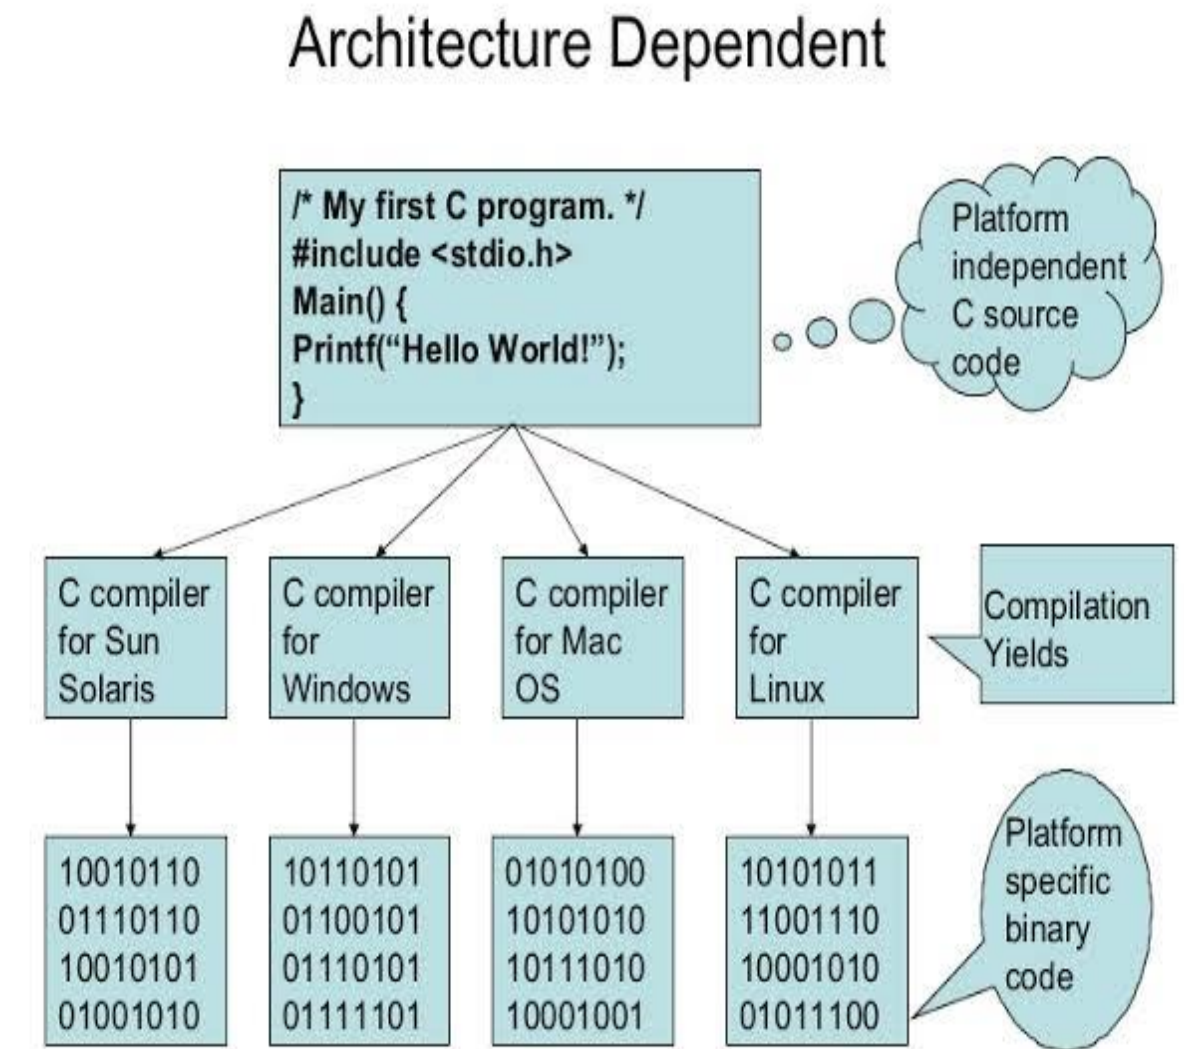 Architecture Dependent
/* My first C program. */
#include <stdio.h>
Main() {
Printf(“Hello World!”);
}
Platform
independent
C source
code
C compiler
for Sun
Solaris
C compiler
for
Windows
C compiler
for Mac
OS
C compiler
for
Linux
Compilation
Yields
10010110
01110110
10010101
01001010
10110101
01100101
01110101
01111101
01010100
10101010
10111010
10001001
10101011
11001110
10001010
01011100
Platform
specific
binary
code